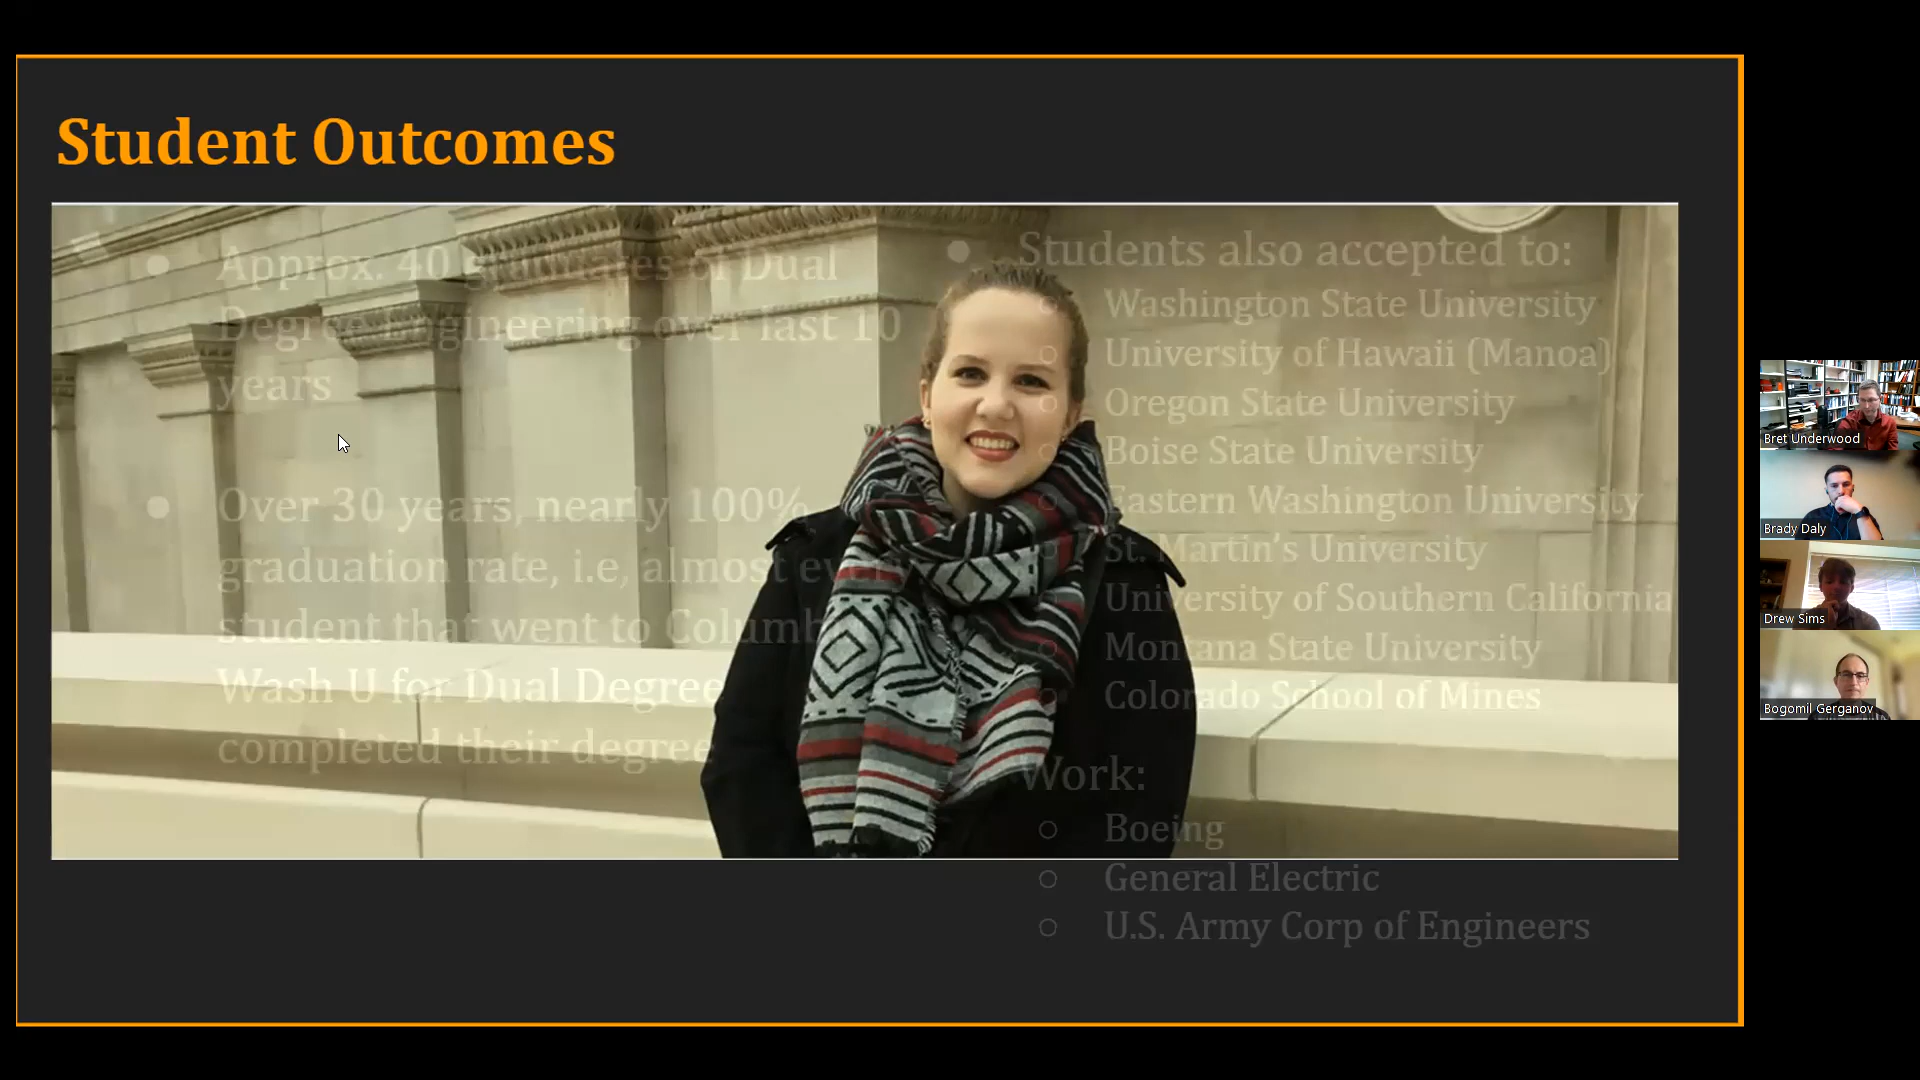 Student Outcomes
Approx. 40 graduates of Dual
Degree Engineering over last 10
years
Over 30 years, nearly 100%
graduation rate, i.e, almost every
student that went to Columbia
Wash U for Dual Degree
completed their degree
Students also accepted to:
Washington State University
University of Hawaii (Manoa)
Oregon State University
Boise State University
Eastern Washington University
St. Martin's University
University of Southern California
Montana State University
Colorado School of Mines
Work:
Boeing
General Electric
U.S. Army Corp of Engineers
Bret Underwood
Brady Daly
Drew Sims
Bogomil Gerganov